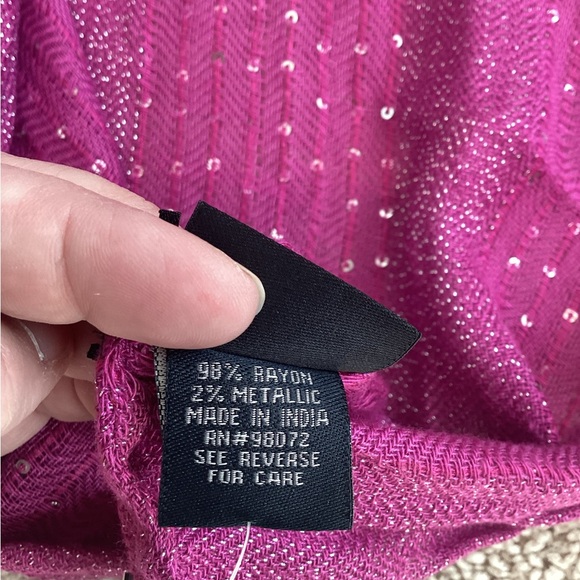 98% RAYON
2% METALLIC
MADE IN INDIA
RN#98072
SEE REVERSE
FOR CARE